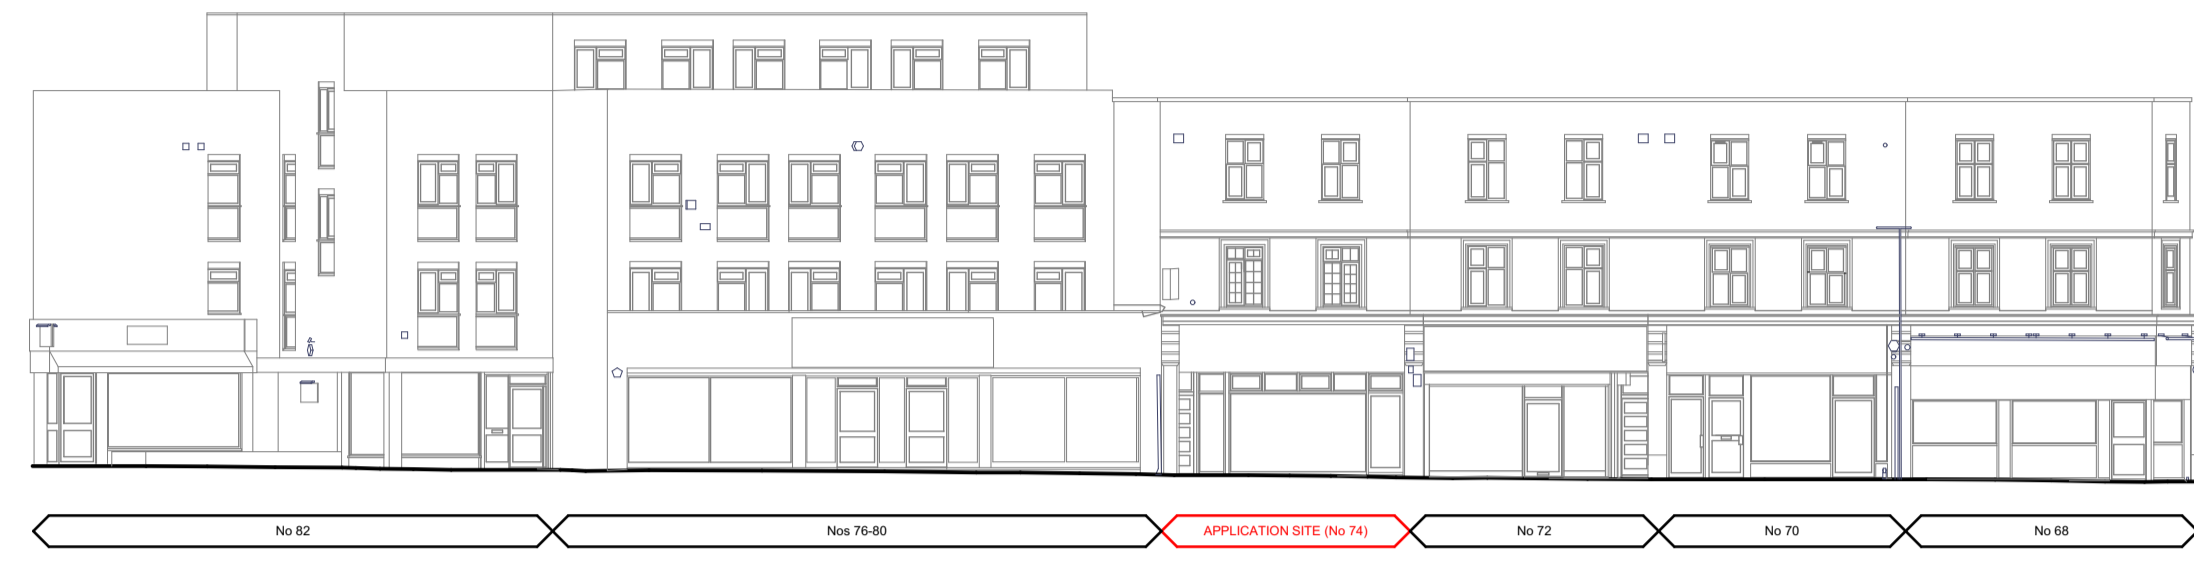 No 82
Nos 76-80
APPLICATION SITE (No 74)
No 72
No 70
No 68